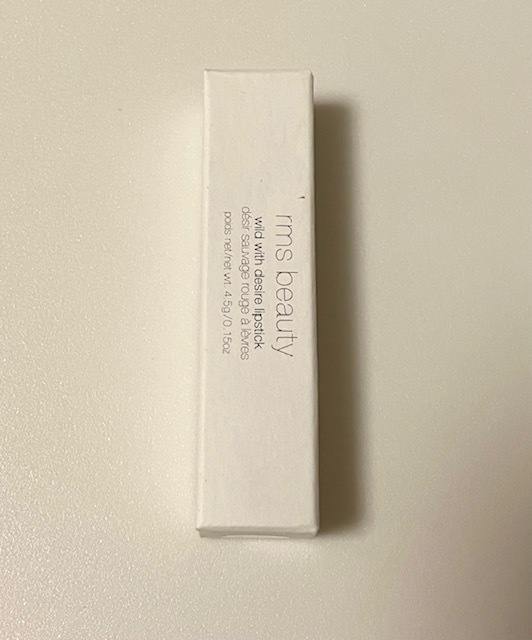 rms beauty
wild with desire lipstick
désir sauvage rouge à lèvres
poids net/net wt. 4.5g/0.15oz